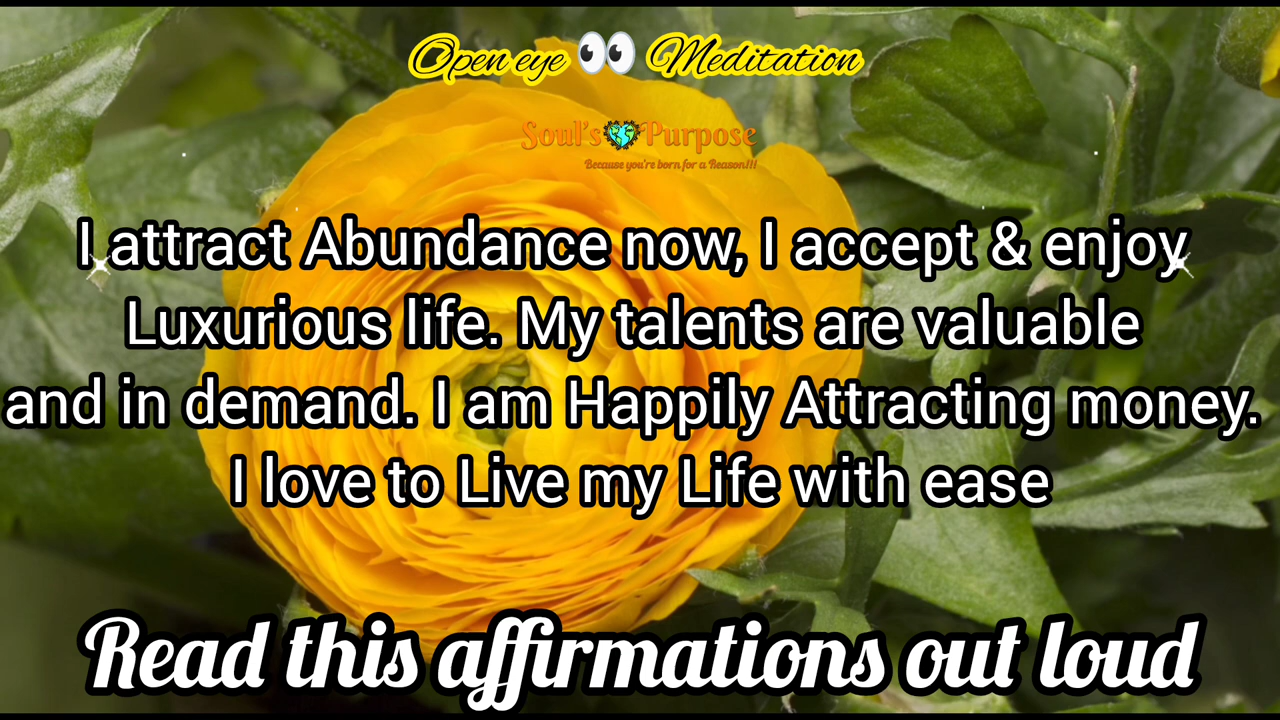 Open eye 👀 Meditation
Soul's Purpose
Because you're born for a Reason!!!
I attract Abundance now, I accept & enjoy
Luxurious life. My talents are valuable
and in demand. I am Happily Attracting money.
I love to Live my Life with ease
Read this affirmations out loud